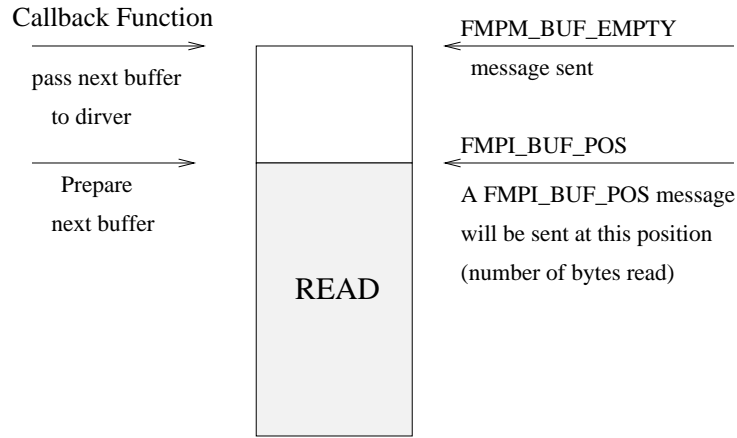 Callback Function
pass next buffer
to dirver
Prepare
next buffer
READ
FMPM_BUF_EMPTY
message sent
FMPI_BUF_POS
A FMPI_BUF_POS message
will be sent at this position
(number of bytes read)